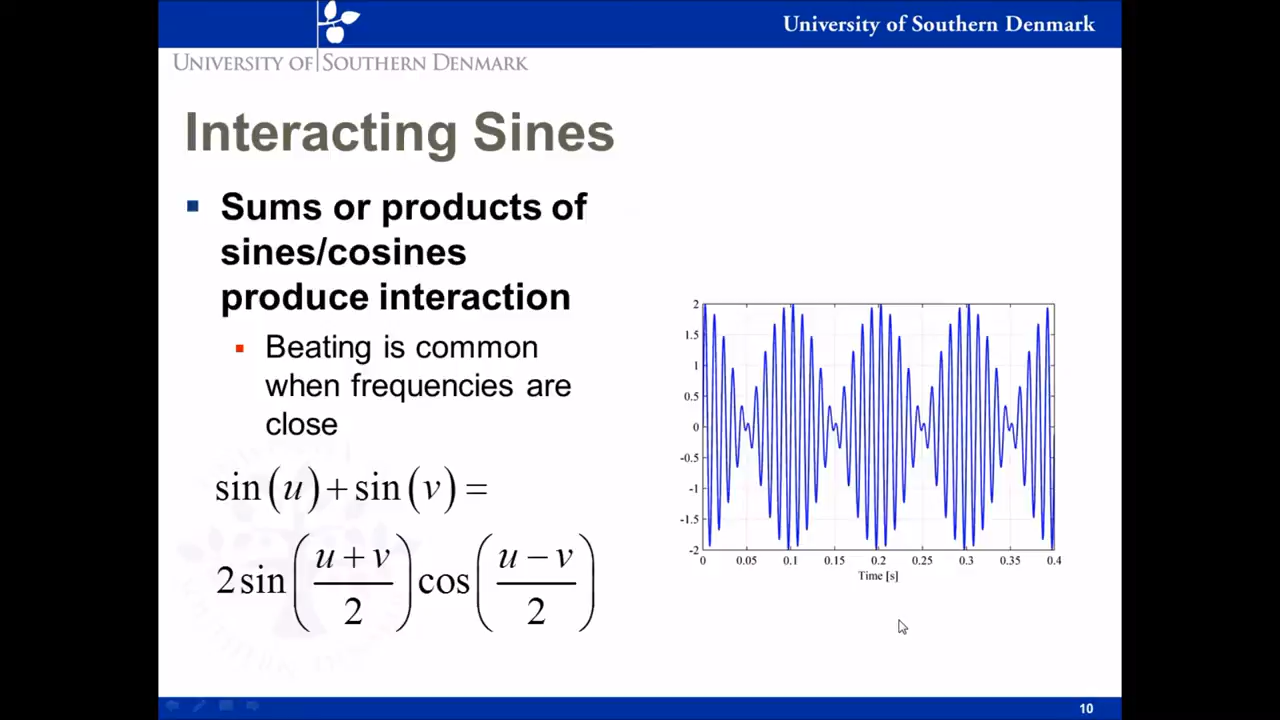 University of Southern Denmark
UNIVERSITY OF SOUTHERN DENMARK
Interacting Sines
Sums or products of
sines/cosines
produce interaction
Beating is common
when frequencies are
close
sin(u)+sin(v)=
2sin((u+v)/2)cos((u−v)/2)
2
1.5
1
0.5
0
-0.5
-1
-1.5
-2
0 0.05 0.1 0.15 0.2 0.25 0.3 0.35 0.4
Time [s]
10